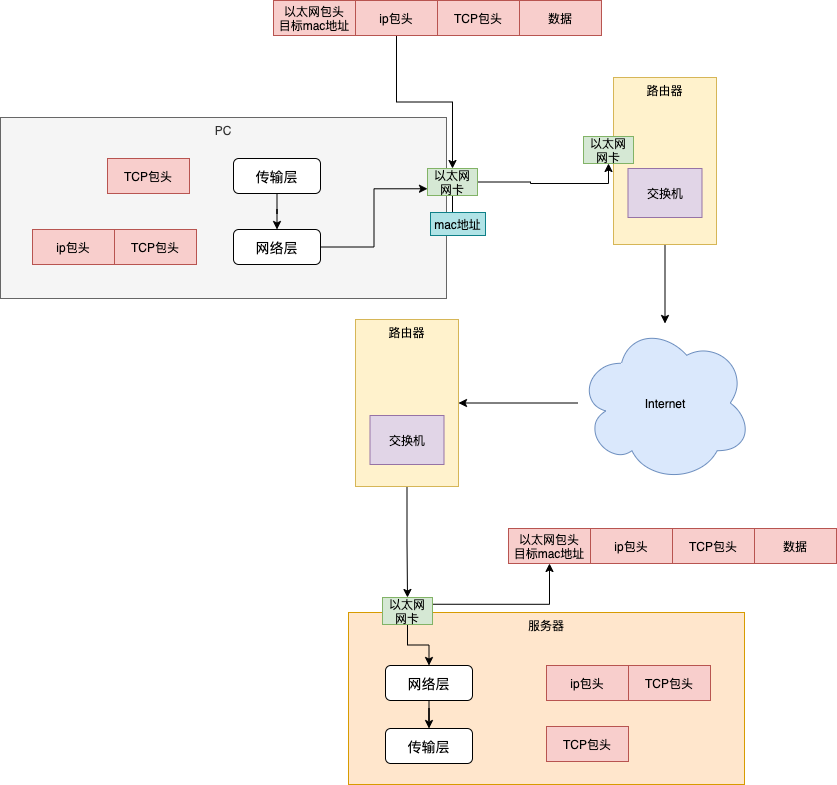 以太网包头
目标mac地址
ip包头
TCP包头
数据
路由器
PC
以太网
网卡
TCP包头
传输层
以太网
网卡
交换机
mac地址
ip包头
TCP包头
网络层
路由器
Internet
交换机
以太网包头
目标mac地址
ip包头
TCP包头
数据
以太网
网卡
服务器
网络层
ip包头
TCP包头
传输层
TCP包头